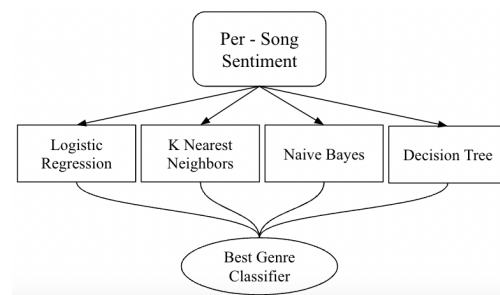 Per - Song
Sentiment
Logistic
Regression
K Nearest
Neighbors
Naive Bayes
Decision Tree
Best Genre
Classifier